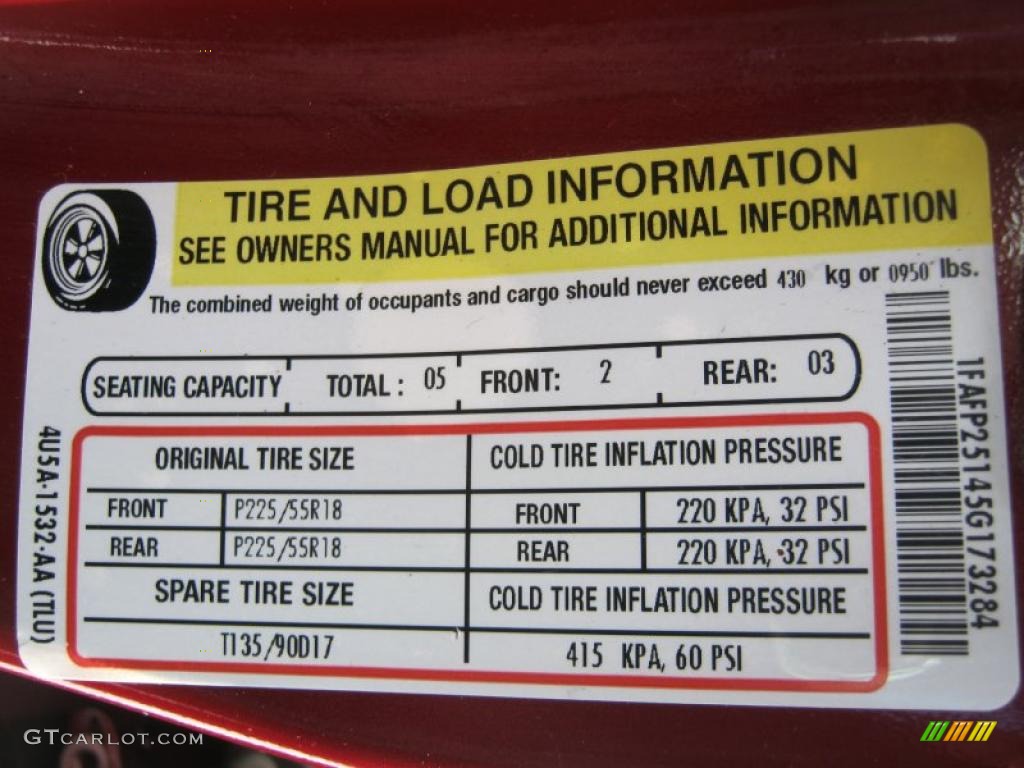 TIRE AND LOAD INFORMATION
SEE OWNERS MANUAL FOR ADDITIONAL INFORMATION
The combined weight of occupants and cargo should never exceed 430 kg or 0950 lbs.
SEATING CAPACITY TOTAL : 05 FRONT: 2 REAR: 03
ORIGINAL TIRE SIZE COLD TIRE INFLATION PRESSURE
FRONT P225/55R18 FRONT 220 KPA, 32 PSI
REAR P225/55R18 REAR 220 KPA, 32 PSI
SPARE TIRE SIZE COLD TIRE INFLATION PRESSURE
T135/90D17 415 KPA, 60 PSI
4U5A-1532-AA (TLU)
1FAFP25145G173284
GTCARLOT.COM